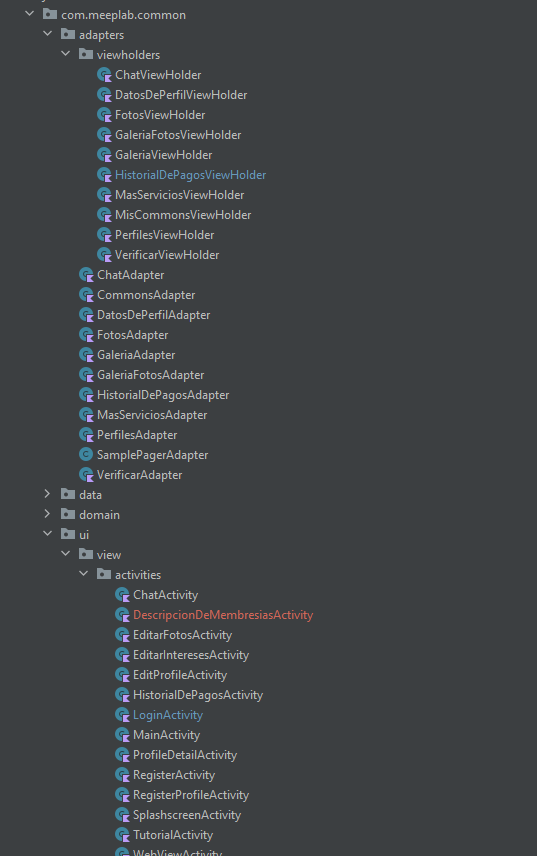 com.meeplab.common
adapters
viewholders
ChatViewHolder
DatosDePerfilViewHolder
FotosViewHolder
GaleriaFotosViewHolder
GaleriaViewHolder
HistorialDePagosViewHolder
MasServiciosViewHolder
MisCommonsViewHolder
PerfilesViewHolder
VerificarViewHolder
ChatAdapter
CommonsAdapter
DatosDePerfilAdapter
FotosAdapter
GaleriaAdapter
GaleriaFotosAdapter
HistorialDePagosAdapter
MasServiciosAdapter
PerfilesAdapter
SamplePagerAdapter
VerificarAdapter
data
domain
ui
view
activities
ChatActivity
DescripcionDeMembresiasActivity
EditarFotosActivity
EditarInteresesActivity
EditProfileActivity
HistorialDePagosActivity
LoginActivity
MainActivity
ProfileDetailActivity
RegisterActivity
RegisterProfileActivity
SplashscreenActivity
TutorialActivity
WebViewActivity